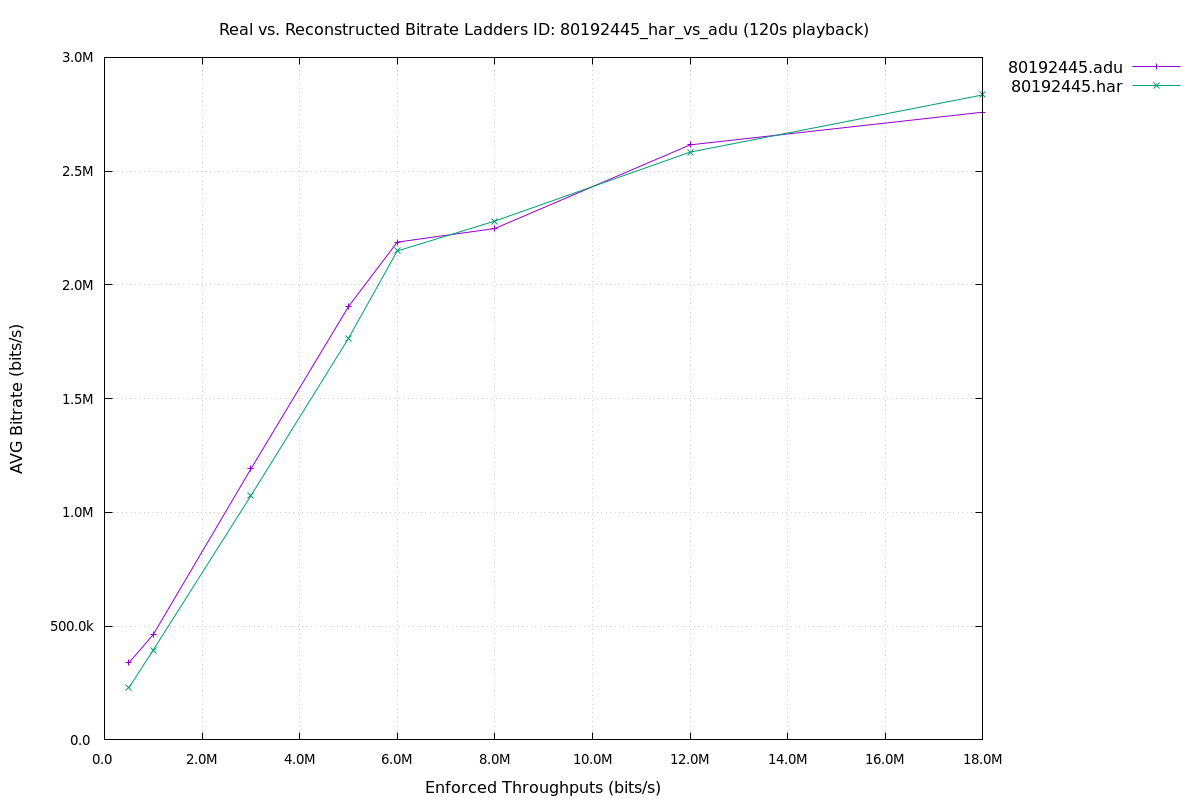 Real vs. Reconstructed Bitrate Ladders ID: 80192445_har_vs_adu (120s playback)
80192445.adu
80192445.har
3.0M
2.5M
2.0M
1.5M
1.0M
500.0k
0.0
AVG Bitrate (bits/s)
0.0 2.0M 4.0M 6.0M 8.0M 10.0M 12.0M 14.0M 16.0M 18.0M
Enforced Throughputs (bits/s)